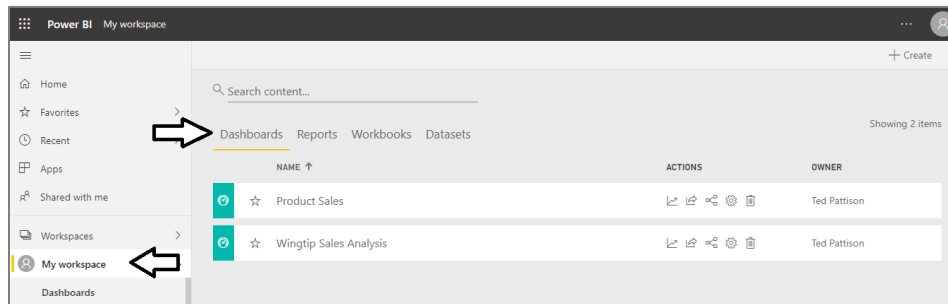 Power BI My workspace
...
+ Create
Home
Favorites
Recent
Apps
Shared with me
Workspaces
My workspace
Dashboards
Search content...
Dashboards Reports Workbooks Datasets
Showing 2 items
NAME ↑ ACTIONS OWNER
Product Sales Ted Pattison
Wingtip Sales Analysis Ted Pattison